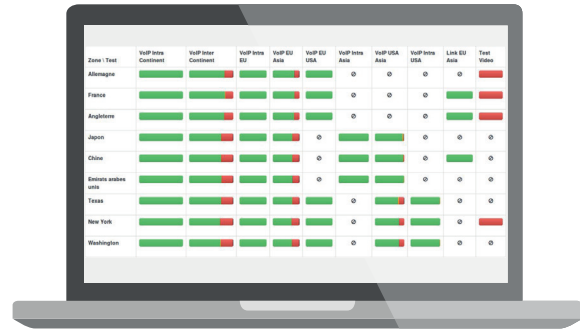 Zone \ Test
VoIP Intra Continent
VoIP Inter Continent
VoIP Intra EU
VoIP EU Asia
VoIP EU USA
VoIP Intra Asia
VoIP USA Asia
VoIP Intra USA
Link EU Asia
Test Video
Allemagne ∅ ∅ ∅ ∅
France ∅ ∅ ∅
Angleterre ∅ ∅ ∅
Japon ∅ ∅ ∅ ∅
Chine ∅ ∅ ∅
Emirats arabes unis ∅ ∅ ∅ ∅
Texas ∅ ∅ ∅
New York ∅ ∅
Washington ∅ ∅ ∅